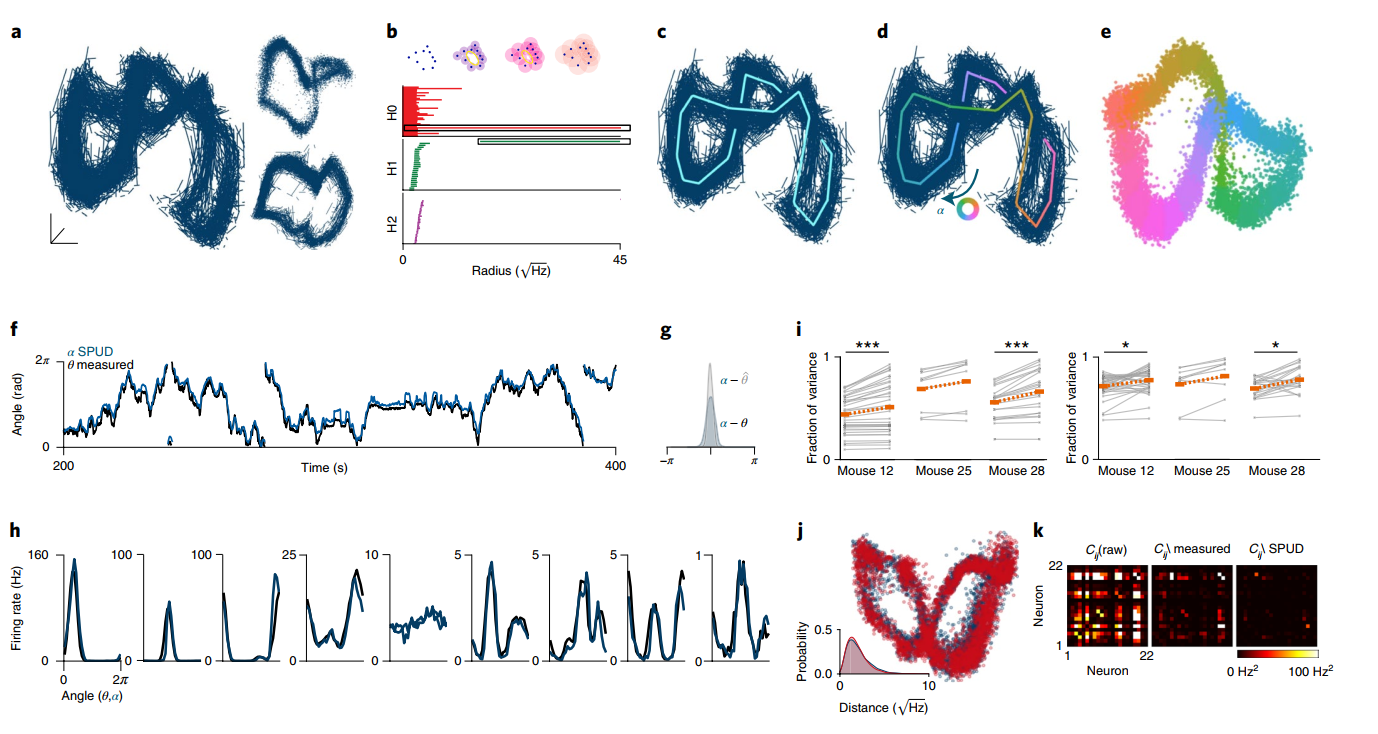 a
b
H0
H1
H2
0
45
Radius (√Hz)
c
d
α
e
f
α SPUD
θ measured
2π
0
Angle (rad)
200
Time (s)
400
g
α − θ̂
α − θ
−π
π
i
1
0
Fraction of variance
***
***
Mouse 12
Mouse 25
Mouse 28
1
0
Fraction of variance
*
*
Mouse 12
Mouse 25
Mouse 28
h
Firing rate (Hz)
160
0
100
0
100
0
25
0
10
0
5
0
5
0
5
0
1
0
0
2π
Angle (θ,α)
j
Probability
0.5
0.0
0
10
Distance (√Hz)
k
Cij(raw)
Cij\ measured
Cij\ SPUD
22
Neuron
1
1
22
Neuron
0 Hz²
100 Hz²